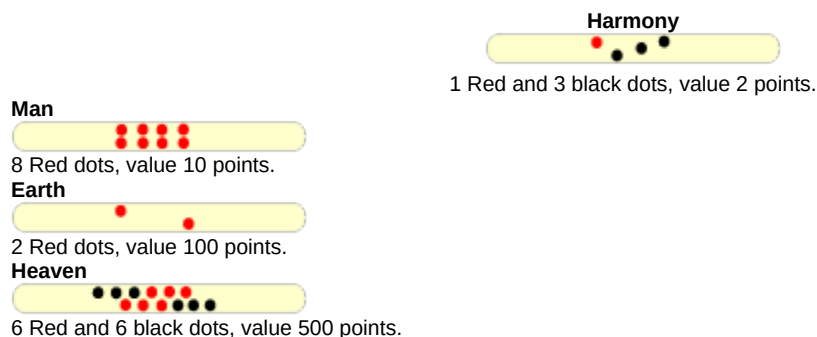 Harmony
1 Red and 3 black dots, value 2 points.
Man
8 Red dots, value 10 points.
Earth
2 Red dots, value 100 points.
Heaven
6 Red and 6 black dots, value 500 points.